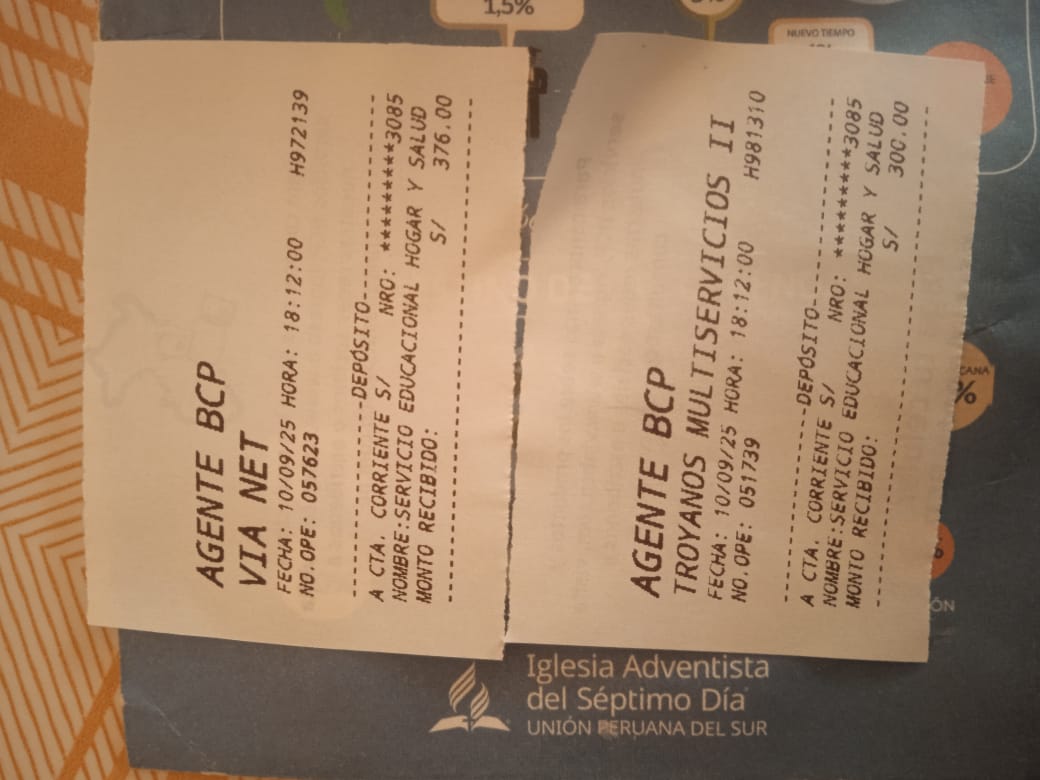 1,5%
NUEVO TIEMPO
AGENTE BCP
VIA NET
FECHA: 10/09/25 HORA: 18:12:00 H972139
NO.OPE: 057623
DEPÓSITO
A CTA. CORRIENTE S/ NRO: *********3085
NOMBRE:SERVICIO EDUCACIONAL HOGAR Y SALUD
MONTO RECIBIDO: S/ 376.00
AGENTE BCP
TROYANOS MULTISERVICIOS II
FECHA: 10/09/25 HORA: 18:12:00 H981310
NO.OPE: 051739
DEPÓSITO
A CTA. CORRIENTE S/ NRO: *********3085
NOMBRE:SERVICIO EDUCACIONAL HOGAR Y SALUD
MONTO RECIBIDO: S/ 300.00
Iglesia Adventista
del Séptimo Día
UNIÓN PERUANA DEL SUR